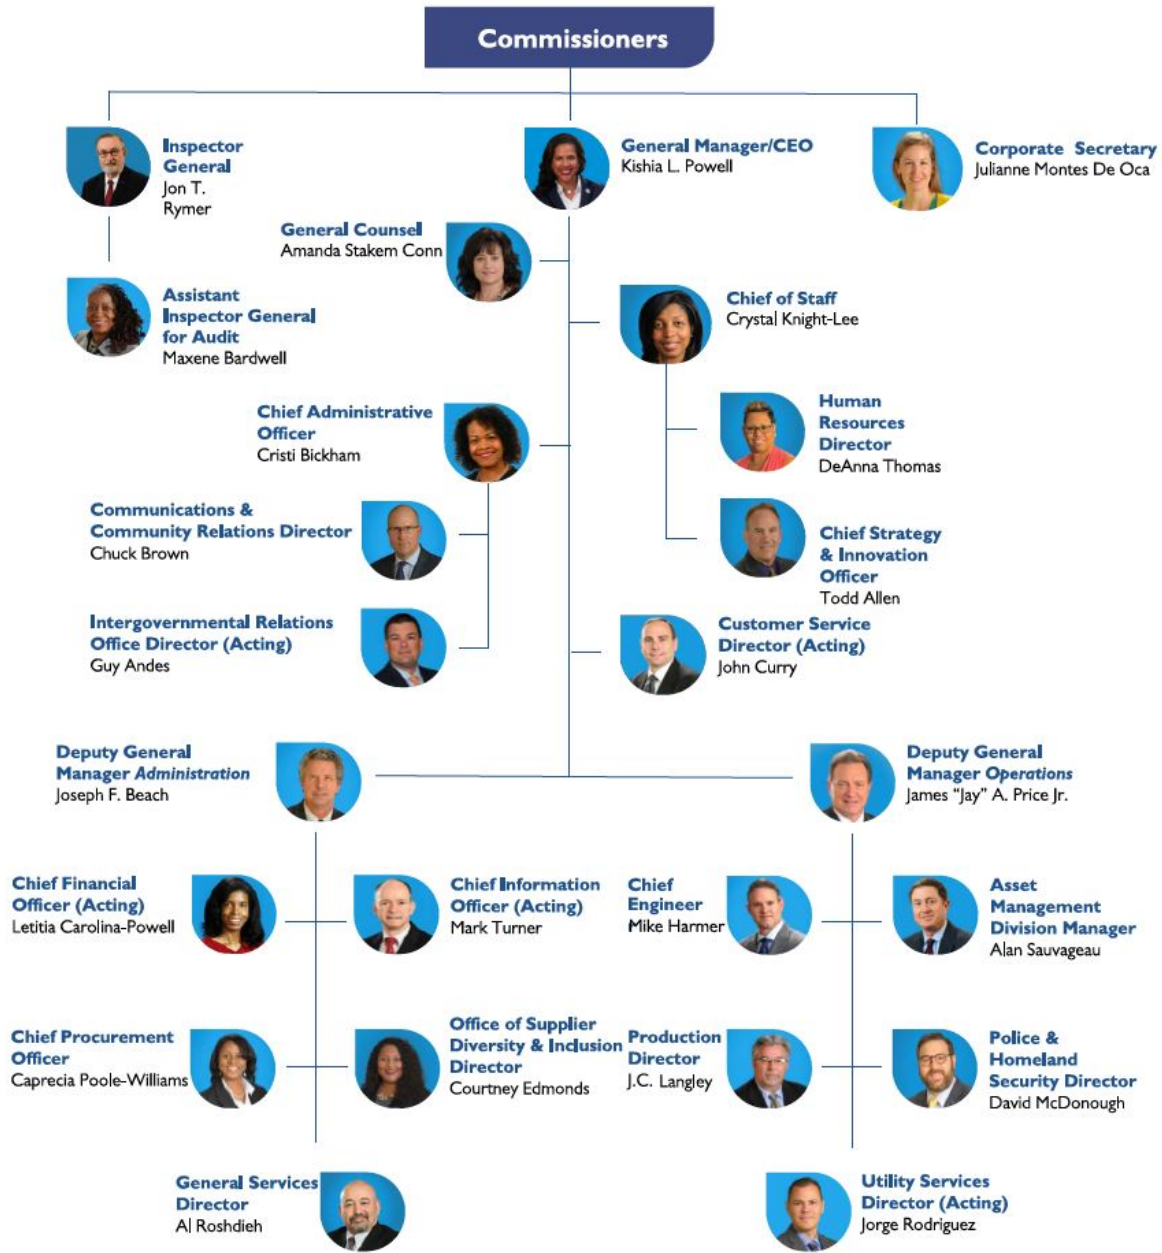 Commissioners
Inspector
General
Jon T.
Rymer
General Manager/CEO
Kishia L. Powell
Corporate Secretary
Julianne Montes De Oca
General Counsel
Amanda Stakem Conn
Assistant
Inspector General
for Audit
Maxene Bardwell
Chief of Staff
Crystal Knight-Lee
Chief Administrative
Officer
Cristi Bickham
Human
Resources
Director
DeAnna Thomas
Communications &
Community Relations Director
Chuck Brown
Chief Strategy
& Innovation
Officer
Todd Allen
Intergovernmental Relations
Office Director (Acting)
Guy Andes
Customer Service
Director (Acting)
John Curry
Deputy General
Manager Administration
Joseph F. Beach
Deputy General
Manager Operations
James “Jay” A. Price Jr.
Chief Financial
Officer (Acting)
Letitia Carolina-Powell
Chief Information
Officer (Acting)
Mark Turner
Chief
Engineer
Mike Harmer
Asset
Management
Division Manager
Alan Sauvageau
Chief Procurement
Officer
Caprecia Poole-Williams
Office of Supplier
Diversity & Inclusion
Director
Courtney Edmonds
Production
Director
J.C. Langley
Police &
Homeland
Security Director
David McDonough
General Services
Director
Al Roshdieh
Utility Services
Director (Acting)
Jorge Rodriguez